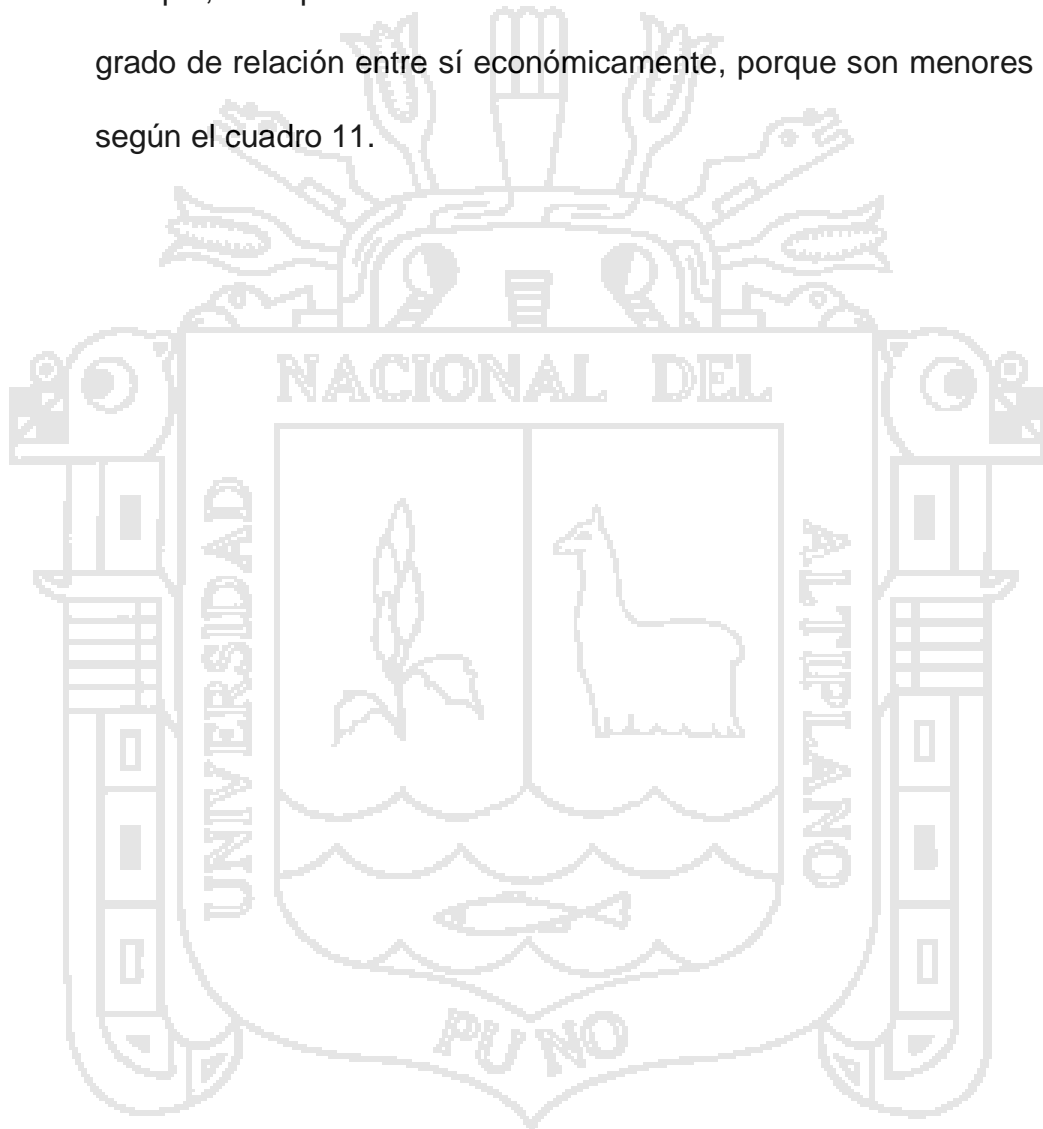 grado de relación entre sí económicamente, porque son menores
según el cuadro 11.
NACIONAL DEL
UNIVERSIDAD
ALTIPLANO
PUNO